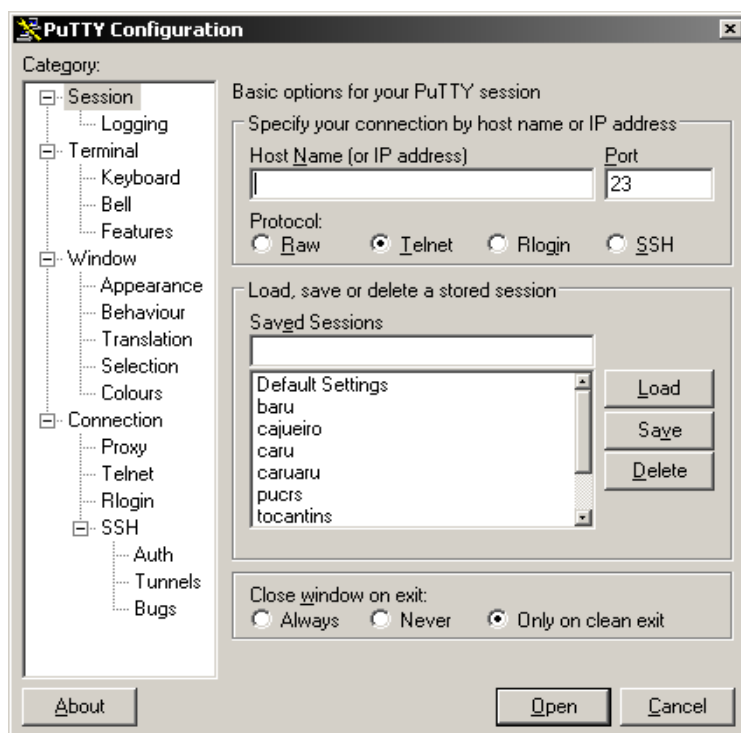 PuTTY Configuration
Category:
Session
Logging
Terminal
Keyboard
Bell
Features
Window
Appearance
Behaviour
Translation
Selection
Colours
Connection
Proxy
Telnet
Rlogin
SSH
Auth
Tunnels
Bugs
Basic options for your PuTTY session
Specify your connection by host name or IP address
Host Name (or IP address) Port
23
Protocol:
Raw Telnet Rlogin SSH
Load, save or delete a stored session
Saved Sessions
Default Settings
baru
cajueiro
caru
caruaru
pucrs
tocantins
Load
Save
Delete
Close window on exit:
Always Never Only on clean exit
About Open Cancel